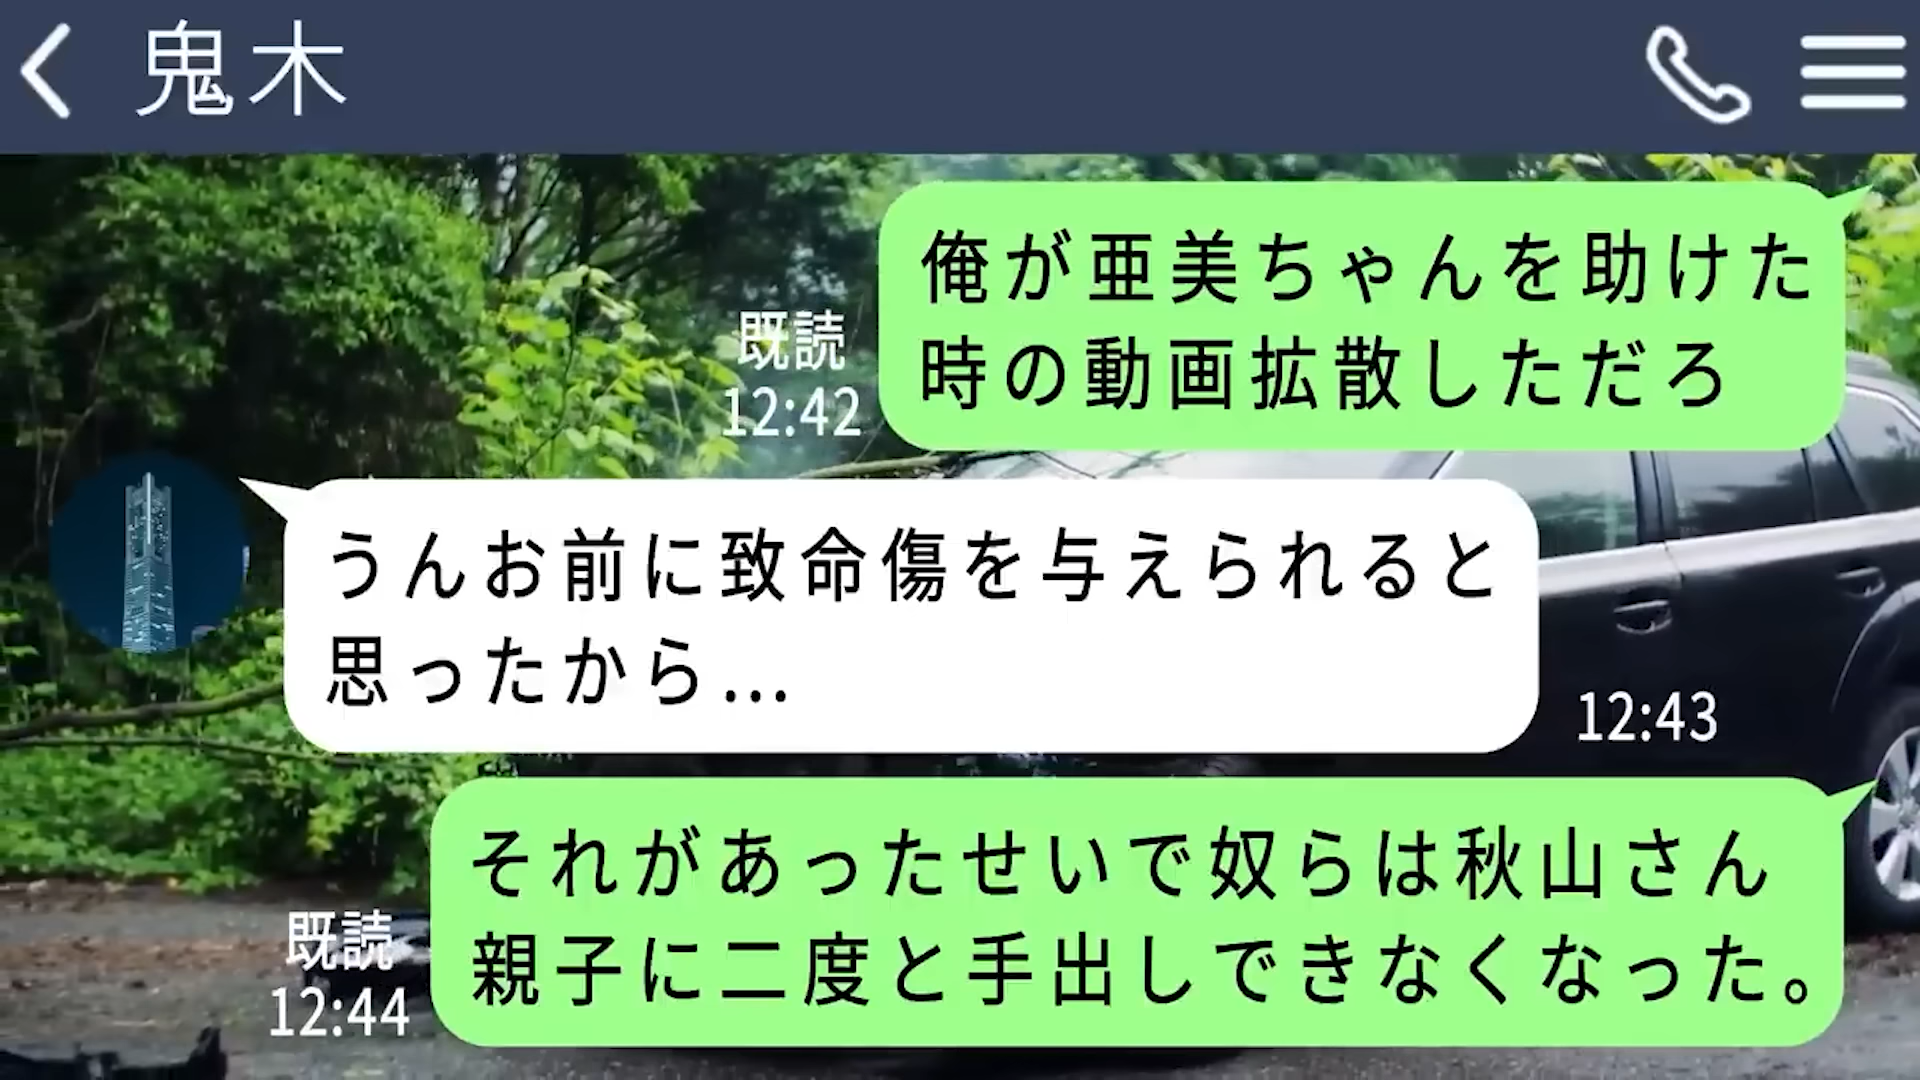 鬼木
俺が亜美ちゃんを助けた
時の動画拡散しただろ
既読
12:42
うんお前に致命傷を与えられると
思ったから...
12:43
それがあったせいで奴らは秋山さん
親子に二度と手出しできなくなった。
既読
12:44